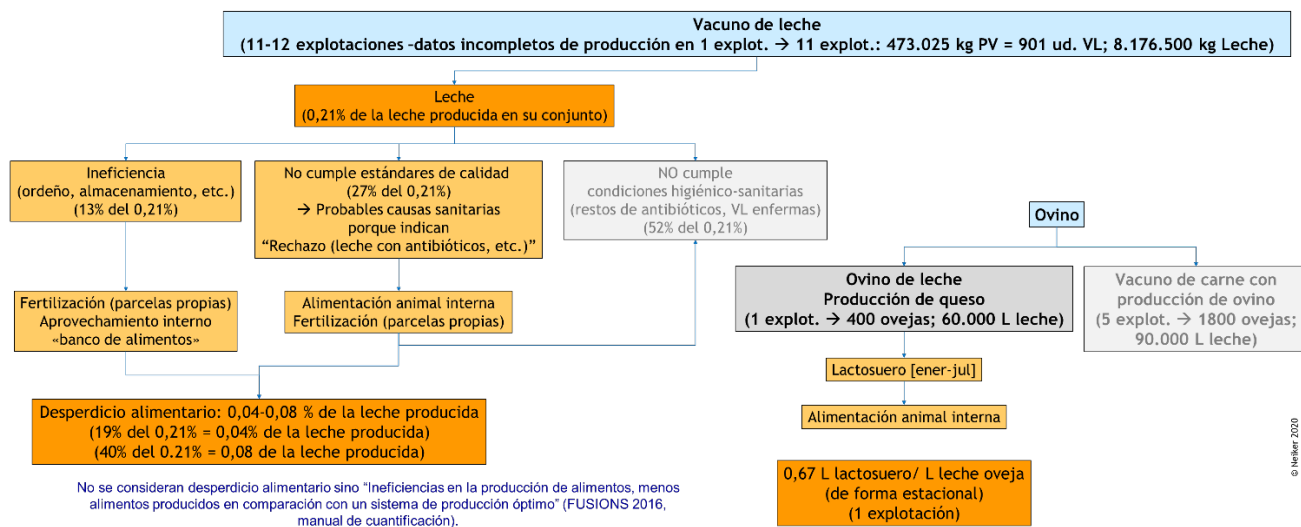 Vacuno de leche
(11-12 explotaciones –datos incompletos de producción en 1 explot. → 11 explot.: 473.025 kg PV = 901 ud. VL; 8.176.500 kg Leche)
Leche
(0,21% de la leche producida en su conjunto)
Ineficiencia
(ordeño, almacenamiento, etc.)
(13% del 0,21%)
No cumple estándares de calidad
(27% del 0,21%)
→ Probables causas sanitarias
porque indican
“Rechazo (leche con antibióticos, etc.)”
NO cumple
condiciones higiénico-sanitarias
(restos de antibióticos, VL enfermas)
(52% del 0,21%)
Fertilización (parcelas propias)
Aprovechamiento interno
«banco de alimentos»
Alimentación animal interna
Fertilización (parcelas propias)
Desperdicio alimentario: 0,04-0,08 % de la leche producida
(19% del 0,21% = 0,04% de la leche producida)
(40% del 0.21% = 0,08 de la leche producida)
No se consideran desperdicio alimentario sino “Ineficiencias en la producción de alimentos, menos
alimentos producidos en comparación con un sistema de producción óptimo” (FUSIONS 2016,
manual de cuantificación).
Ovino
Ovino de leche
Producción de queso
(1 explot. → 400 ovejas; 60.000 L leche)
Vacuno de carne con
producción de ovino
(5 explot. → 1800 ovejas;
90.000 L leche)
Lactosuero [ener-jul]
Alimentación animal interna
0,67 L lactosuero/ L leche oveja
(de forma estacional)
(1 explotación)
© Neiker 2020